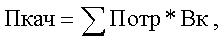 Пкач = ∑ Потр * Вк ,